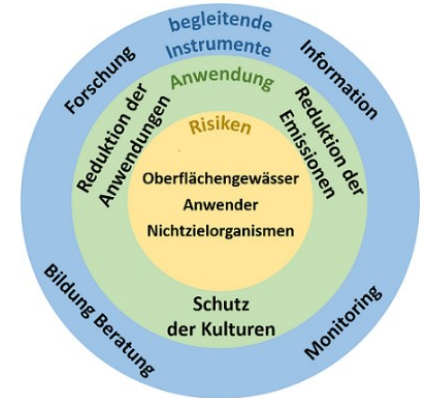 begleitende
Instrumente
Forschung
Information
Anwendung
Reduktion der
Anwendungen
Reduktion der
Emissionen
Risiken
Oberflächengewässer
Anwender
Nichtzielorganismen
Schutz
der Kulturen
Bildung Beratung
Monitoring